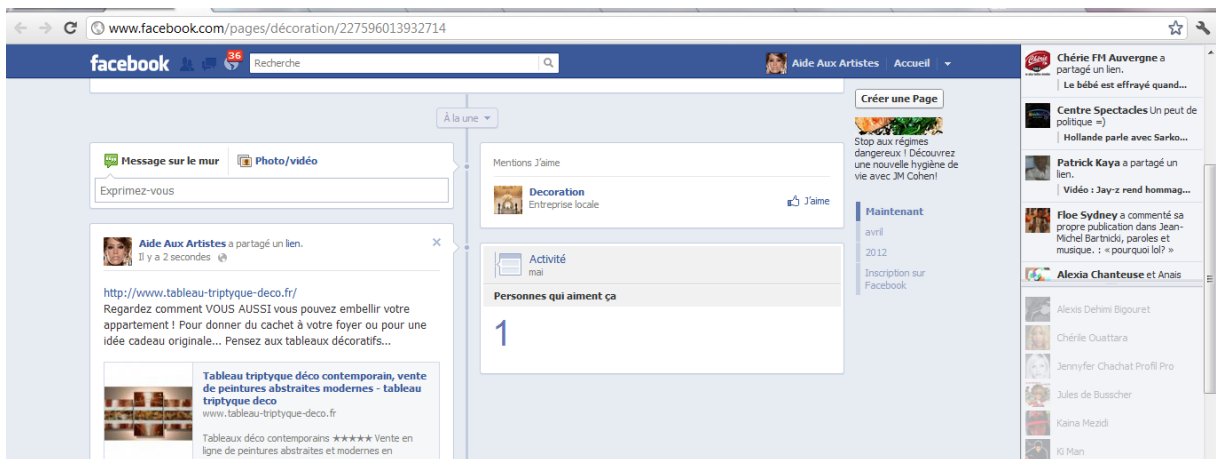 www.facebook.com/pages/décoration/227596013932714
facebook
36
Recherche
Aide Aux Artistes
Accueil
À la une
Message sur le mur
Photo/vidéo
Exprimez-vous
Aide Aux Artistes a partagé un lien.
Il y a 2 secondes
http://www.tableau-triptyque-deco.fr/
Regardez comment VOUS AUSSI vous pouvez embellir votre
appartement ! Pour donner du cachet à votre foyer ou pour une
idée cadeau originale... Pensez aux tableaux décoratifs...
Tableau triptyque déco contemporain, vente
de peintures abstraites modernes - tableau
triptyque deco
www.tableau-triptyque-deco.fr
Tableaux déco contemporains ★★★★★ Vente en
ligne de peintures abstraites et modernes en
Mentions J'aime
Decoration
Entreprise locale
J'aime
Activité
mai
Personnes qui aiment ça
1
Créer une Page
Stop aux régimes
dangereux ! Découvrez
une nouvelle hygiène de
vie avec JM Cohen!
Maintenant
avril
2012
Inscription sur
Facebook
Chérie FM Auvergne a
partagé un lien.
Le bébé est effrayé quand...
Centre Spectacles Un peut de
politique =)
Hollande parle avec Sarko...
Patrick Kaya a partagé un
lien.
Vidéo : Jay-z rend hommag...
Floe Sydney a commenté sa
propre publication dans Jean-
Michel Bartnicki, paroles et
musique. : « pourquoi lol? »
Alexia Chanteuse et Anais
Alexis Dehimi Bigouret
Chérile Ouattara
Jennyfer Chachat Profil Pro
Jules de Busscher
Kaina Mezidi
Ki Man